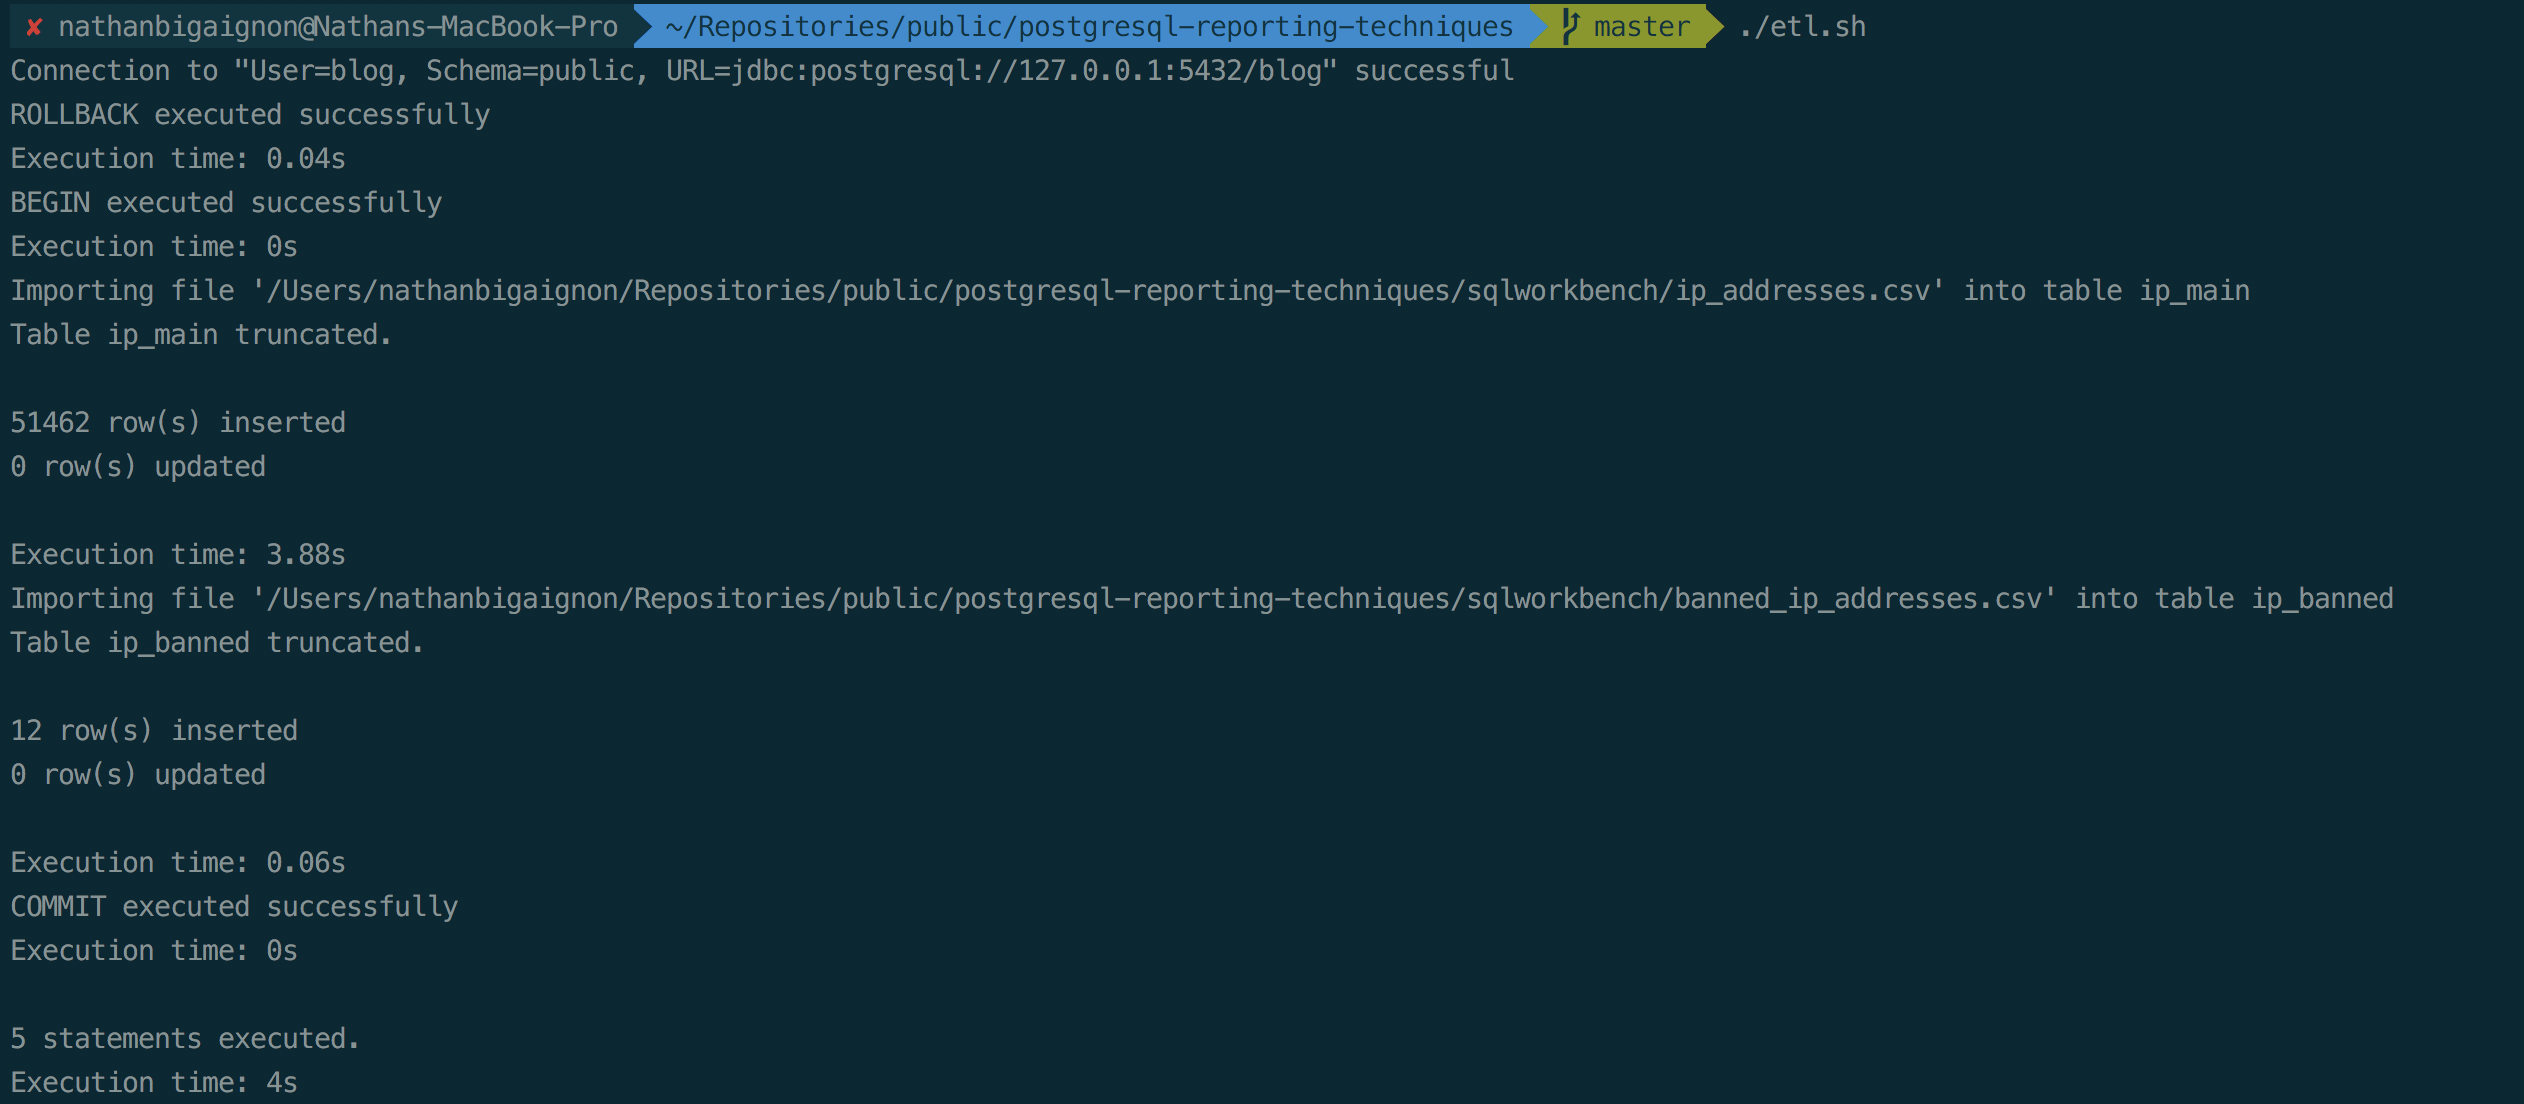 ✘ nathanbigaignon@Nathans-MacBook-Pro ~/Repositories/public/postgresql-reporting-techniques master ./etl.sh
Connection to "User=blog, Schema=public, URL=jdbc:postgresql://127.0.0.1:5432/blog" successful
ROLLBACK executed successfully
Execution time: 0.04s
BEGIN executed successfully
Execution time: 0s
Importing file '/Users/nathanbigaignon/Repositories/public/postgresql-reporting-techniques/sqlworkbench/ip_addresses.csv' into table ip_main
Table ip_main truncated.
51462 row(s) inserted
0 row(s) updated
Execution time: 3.88s
Importing file '/Users/nathanbigaignon/Repositories/public/postgresql-reporting-techniques/sqlworkbench/banned_ip_addresses.csv' into table ip_banned
Table ip_banned truncated.
12 row(s) inserted
0 row(s) updated
Execution time: 0.06s
COMMIT executed successfully
Execution time: 0s
5 statements executed.
Execution time: 4s